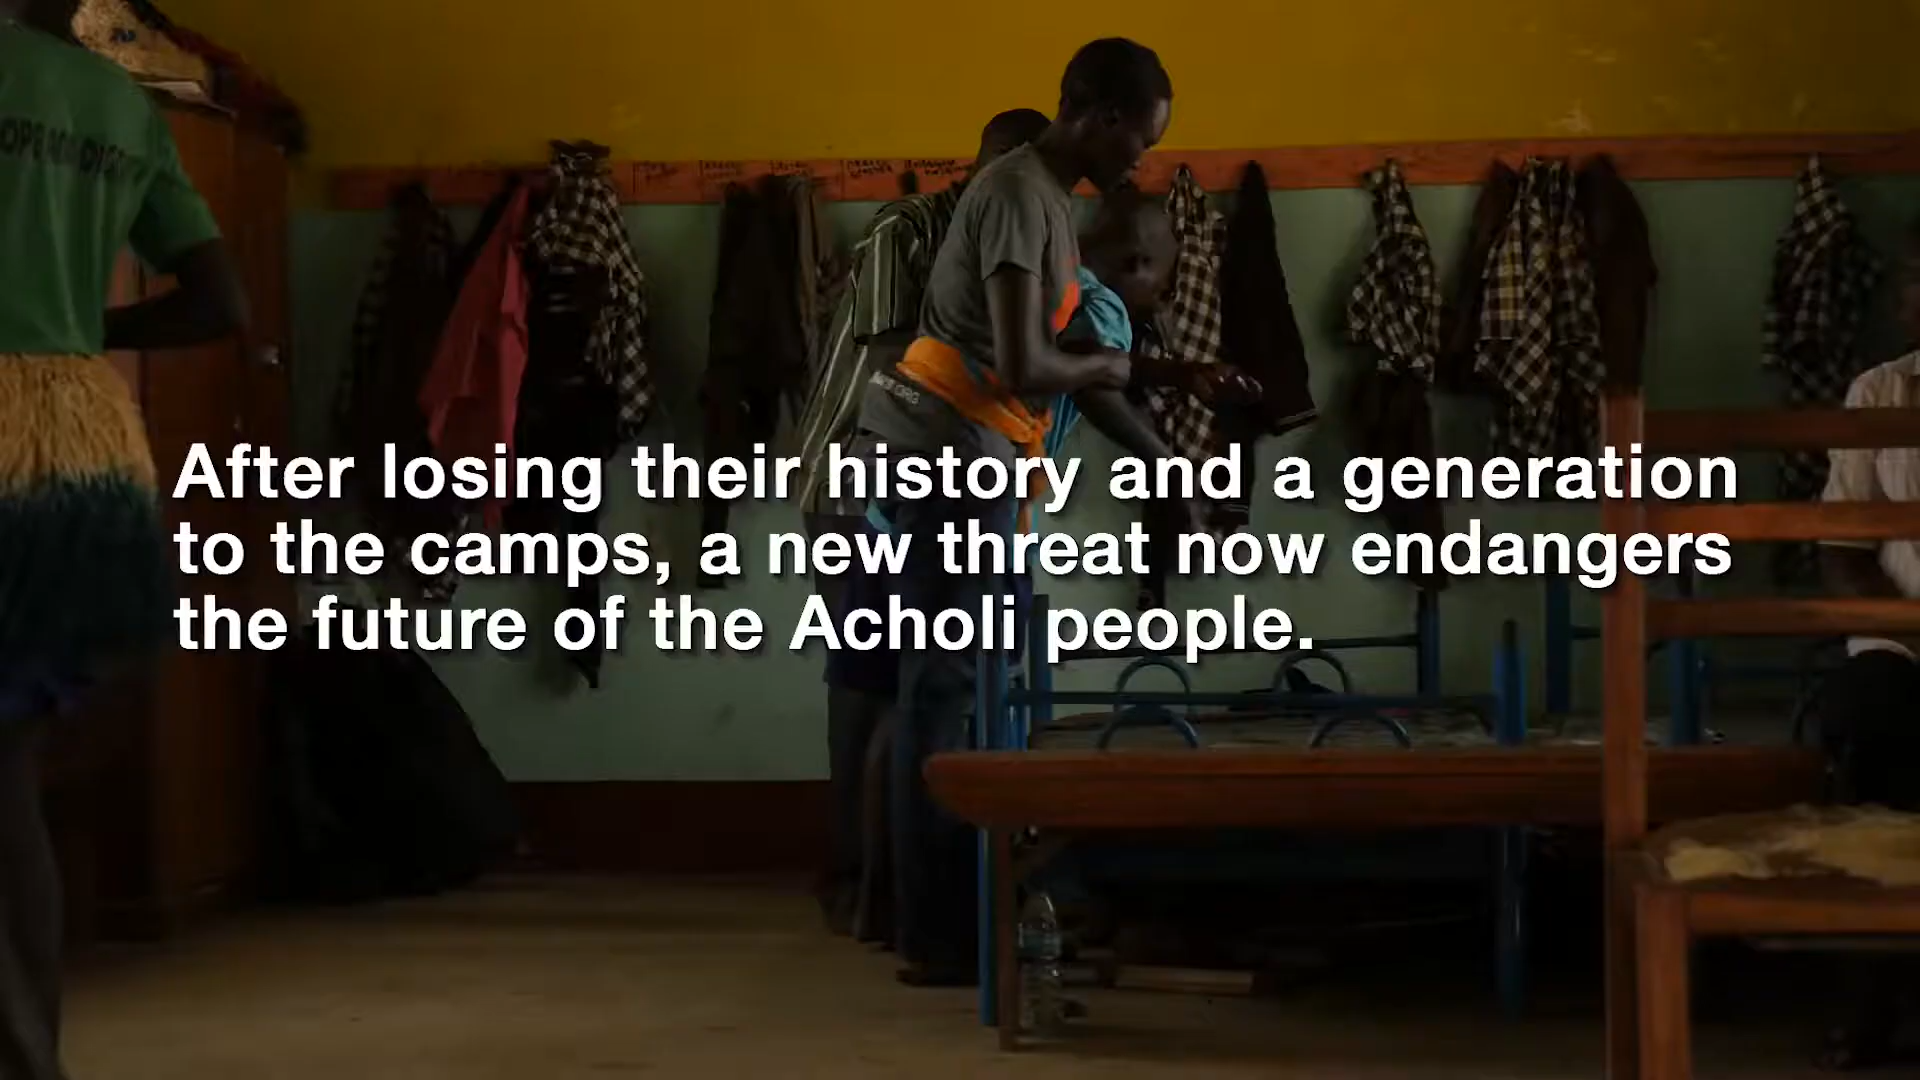 After losing their history and a generation
to the camps, a new threat now endangers
the future of the Acholi people.